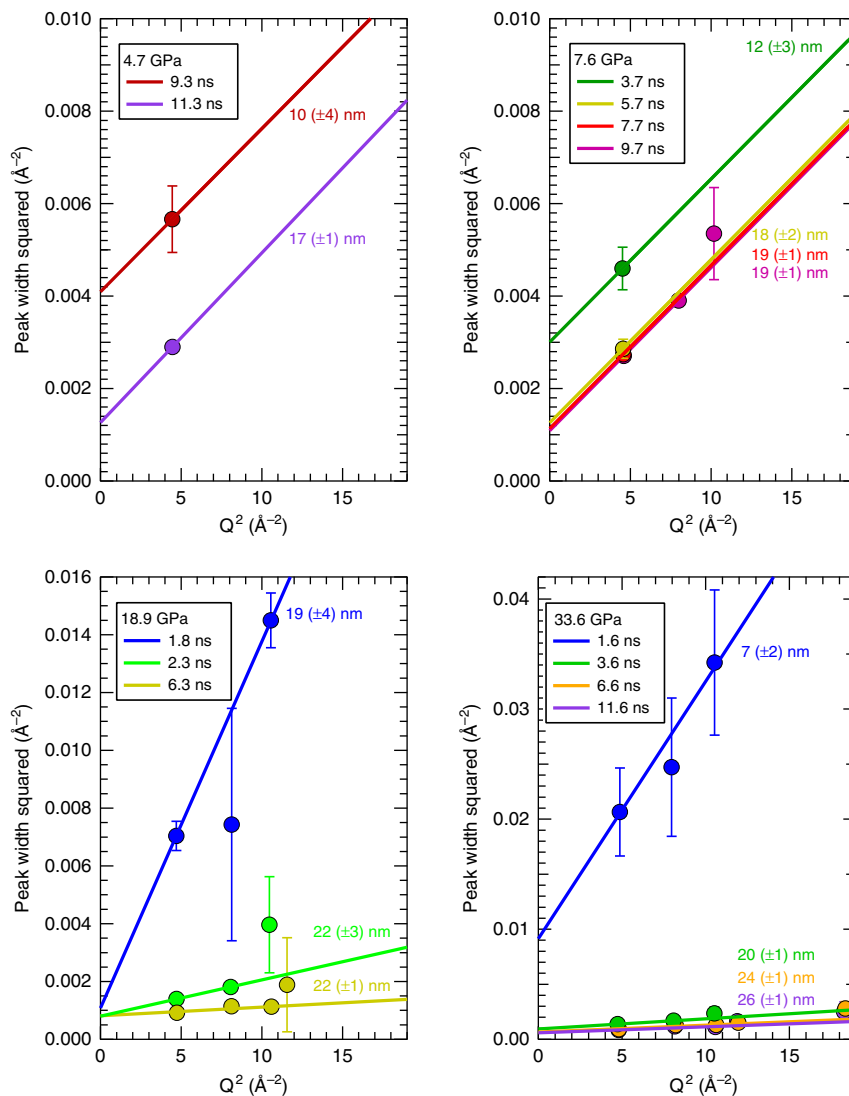 4.7 GPa
9.3 ns
11.3 ns
10 (±4) nm
17 (±1) nm
0.010
0.008
0.006
0.004
0.002
0.000
Peak width squared (Å⁻²)
0
5
10
15
Q² (Å⁻²)
7.6 GPa
3.7 ns
5.7 ns
7.7 ns
9.7 ns
12 (±3) nm
18 (±2) nm
19 (±1) nm
19 (±1) nm
0.010
0.008
0.006
0.004
0.002
0.000
Peak width squared (Å⁻²)
0
5
10
15
Q² (Å⁻²)
18.9 GPa
1.8 ns
2.3 ns
6.3 ns
19 (±4) nm
22 (±3) nm
22 (±1) nm
0.016
0.014
0.012
0.010
0.008
0.006
0.004
0.002
0.000
Peak width squared (Å⁻²)
0
5
10
15
Q² (Å⁻²)
33.6 GPa
1.6 ns
3.6 ns
6.6 ns
11.6 ns
7 (±2) nm
20 (±1) nm
24 (±1) nm
26 (±1) nm
0.04
0.03
0.02
0.01
0.00
Peak width squared (Å⁻²)
0
5
10
15
Q² (Å⁻²)